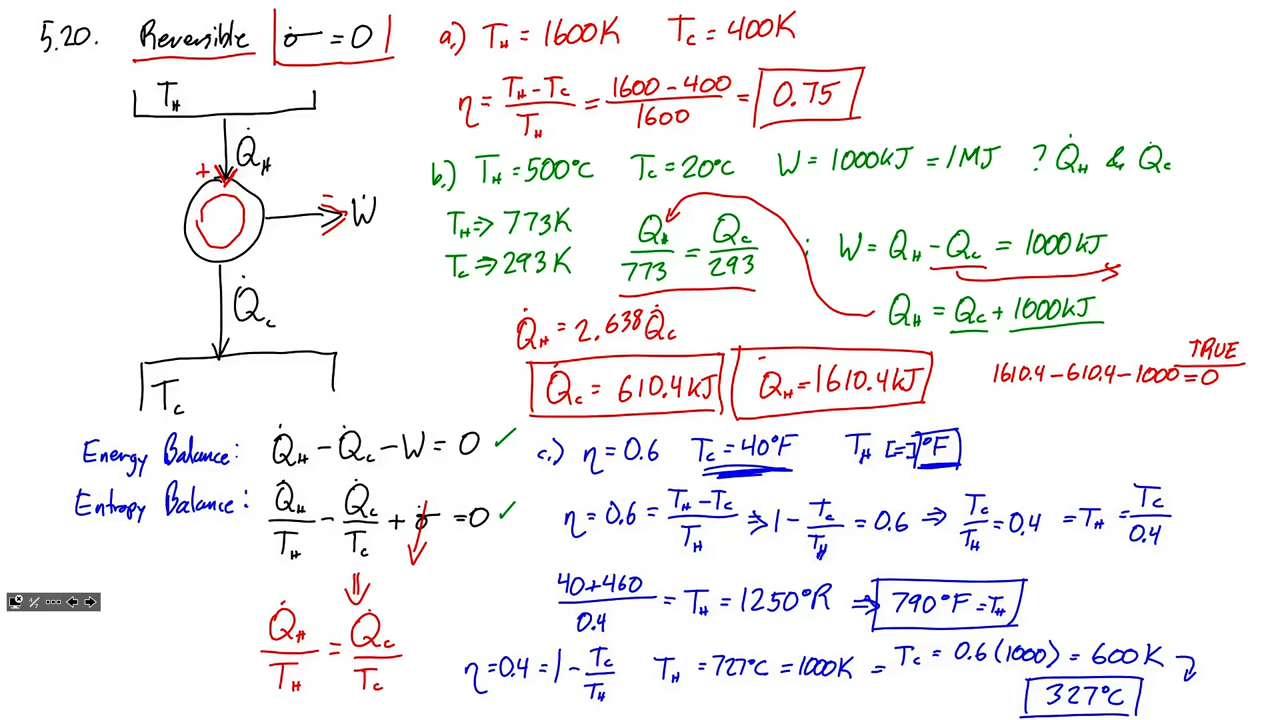 5.20. Reversible σ̇ = 0
T_H
Q̇_H
+
-
Ẇ
Q̇_c
T_c
Energy Balance: Q̇_H - Q̇_c - W = 0 ✓
Entropy Balance: Q̇_H/T_H - Q̇_c/T_c + σ̇ = 0 ✓
⇓
Q̇_H/T_H = Q̇_c/T_c
a.) T_H = 1600K T_c = 400K
η = (T_H - T_c)/T_H = (1600 - 400)/1600 = 0.75
b.) T_H = 500°C T_c = 20°C W = 1000kJ = 1MJ ? Q̇_H & Q̇_c
T_H ⇒ 773K
T_c ⇒ 293K
Q_H/773 = Q_c/293 ; W = Q_H - Q_c = 1000kJ
Q_H = Q_c + 1000kJ
Q̇_H = 2.638Q̇_c
Q̇_c = 610.4kJ Q̇_H = 1610.4kJ
TRUE
1610.4 - 610.4 - 1000 = 0
c.) η = 0.6 T_c = 40°F T_H [=] °F
η = 0.6 = (T_H - T_c)/T_H ⇒ 1 - T_c/T_H = 0.6 ⇒ T_c/T_H = 0.4 = T_H = T_c/0.4
(40+460)/0.4 = T_H = 1250°R ⇒ 790°F = T_H
η = 0.4 = 1 - T_c/T_H T_H = 727°C = 1000K = T_c = 0.6(1000) = 600K
327°C